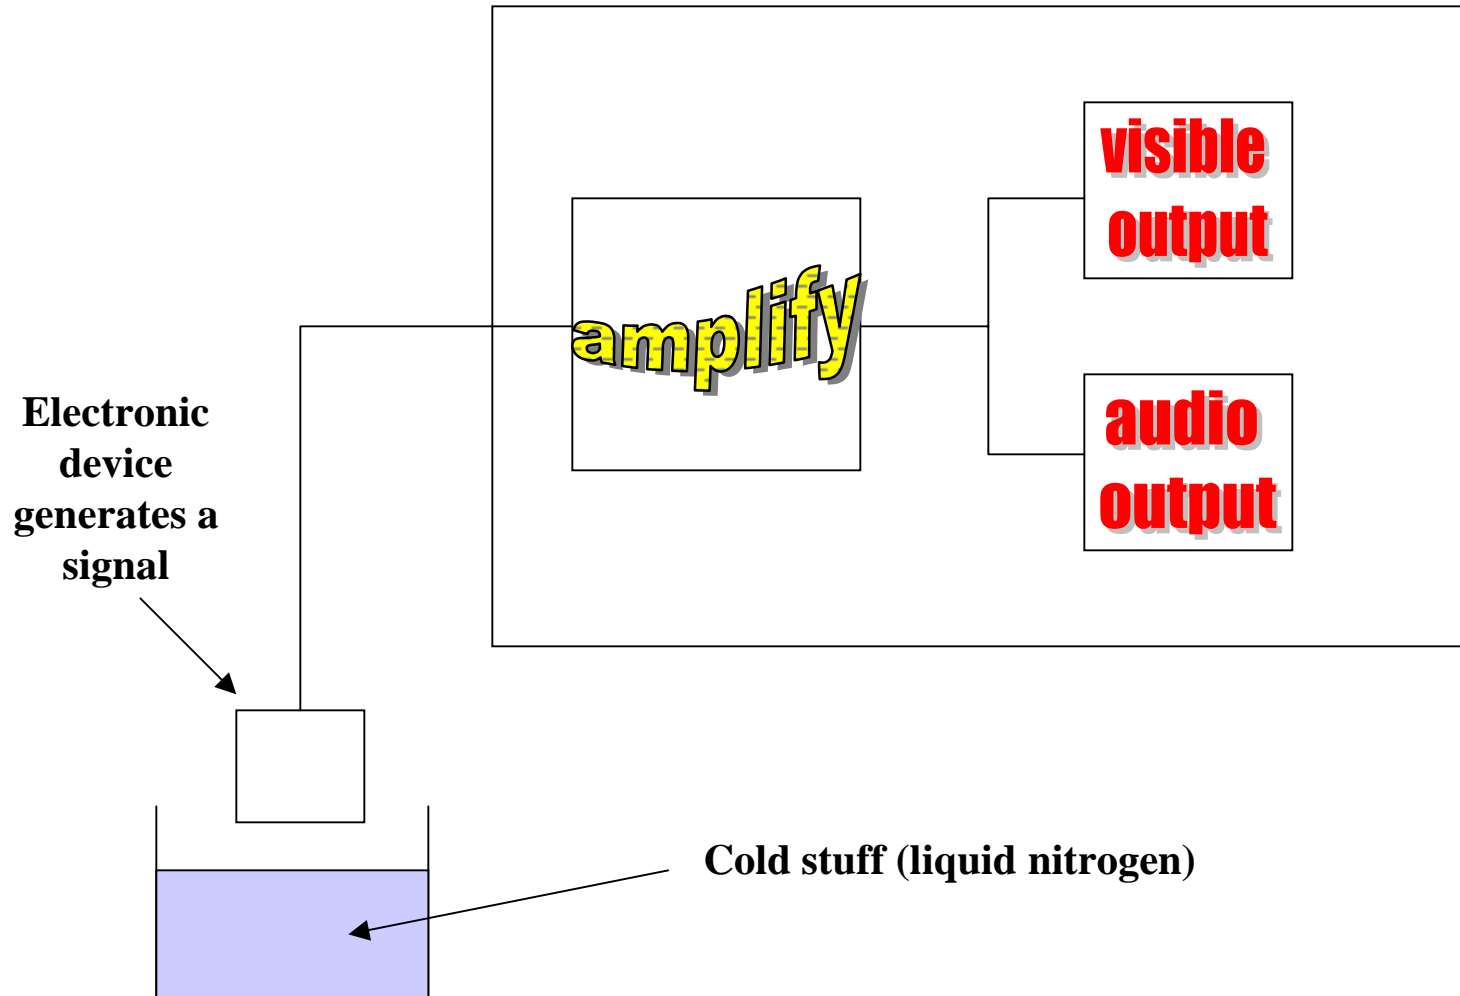 visible
output
amplify
audio
output
Electronic
device
generates a
signal
Cold stuff (liquid nitrogen)